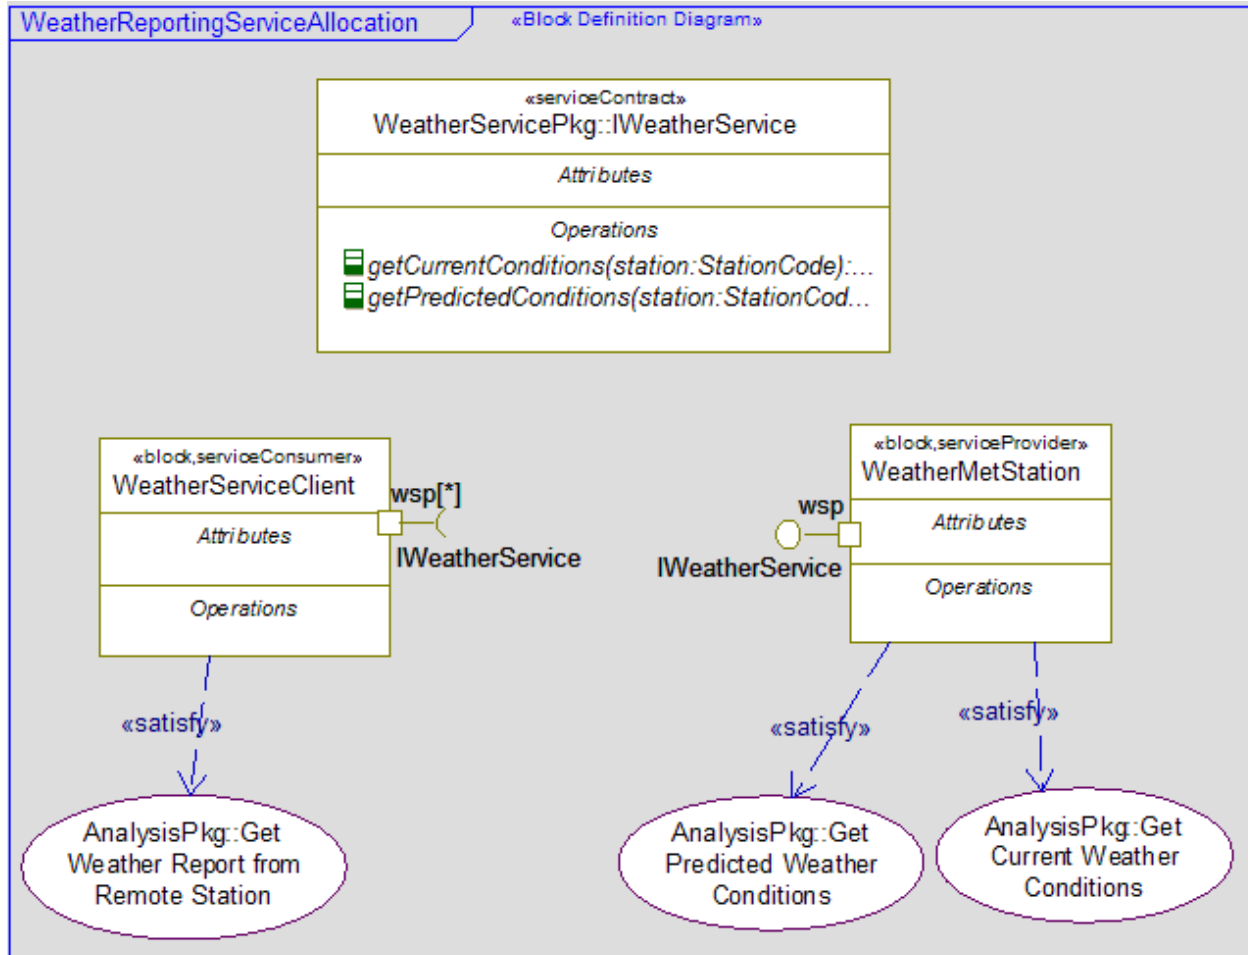 WeatherReportingServiceAllocation
«Block Definition Diagram»
«serviceContract»
WeatherServicePkg::IWeatherService
Attributes
Operations
getCurrentConditions(station:StationCode):...
getPredictedConditions(station:StationCod...
«block,serviceConsumer»
WeatherServiceClient
Attributes
Operations
wsp[*]
IWeatherService
«block,serviceProvider»
WeatherMetStation
Attributes
Operations
wsp
IWeatherService
«satisfy»
«satisfy»
«satisfy»
AnalysisPkg::Get
Weather Report from
Remote Station
AnalysisPkg::Get
Predicted Weather
Conditions
AnalysisPkg::Get
Current Weather
Conditions